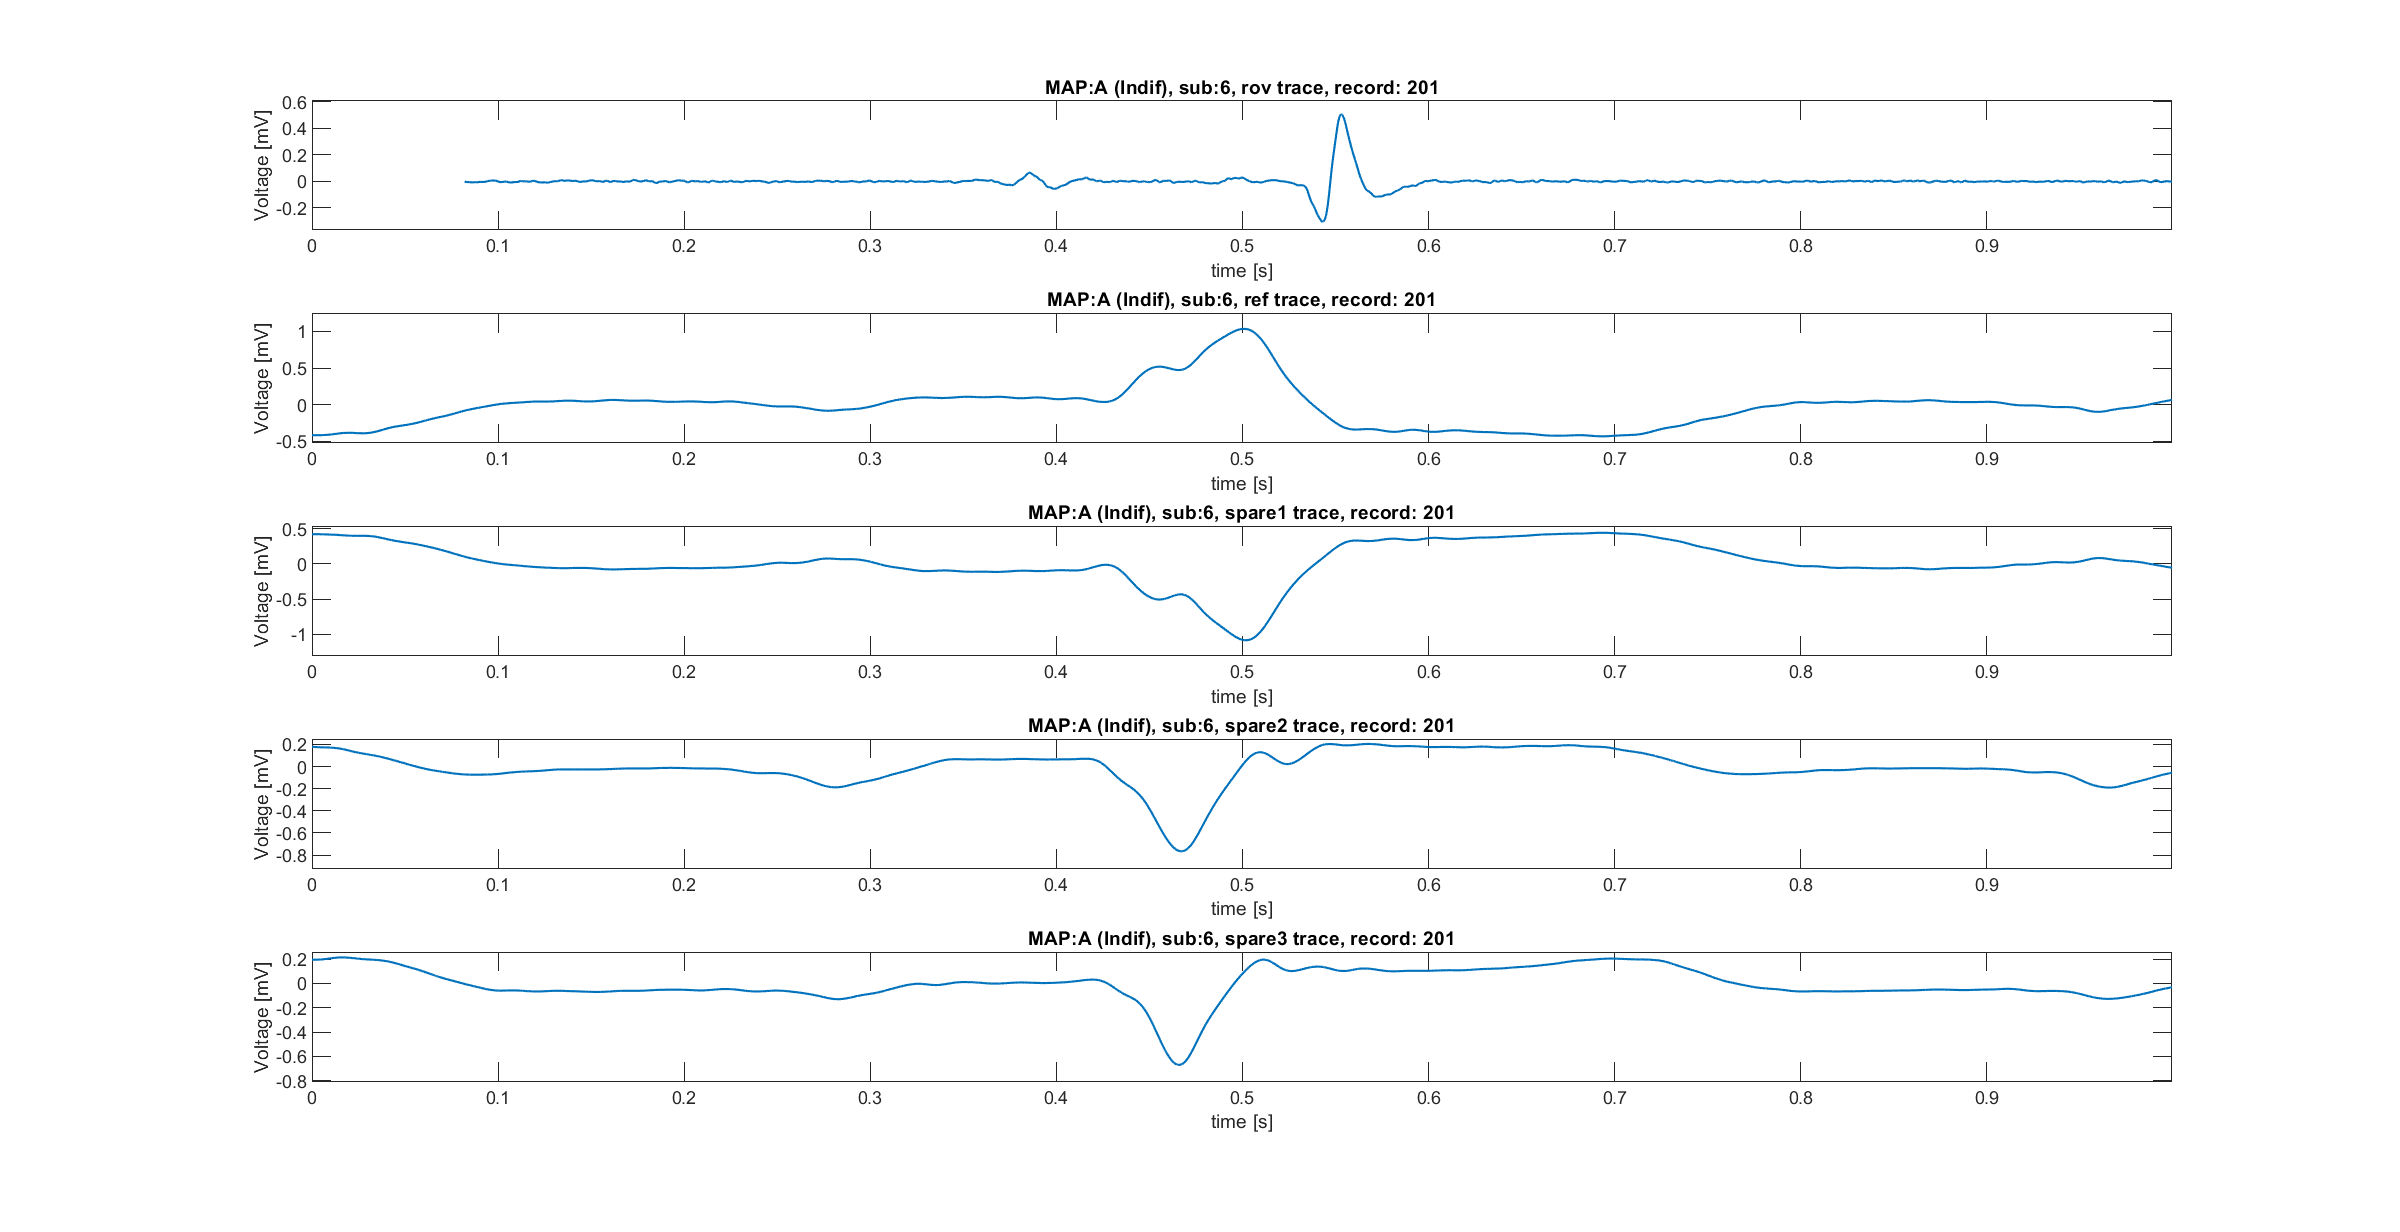 MAP:A (Indif), sub:6, rov trace, record: 201
Voltage [mV]
0.6
0.4
0.2
0
-0.2
0 0.1 0.2 0.3 0.4 0.5 0.6 0.7 0.8 0.9
time [s]
MAP:A (Indif), sub:6, ref trace, record: 201
Voltage [mV]
1
0.5
0
-0.5
0 0.1 0.2 0.3 0.4 0.5 0.6 0.7 0.8 0.9
time [s]
MAP:A (Indif), sub:6, spare1 trace, record: 201
Voltage [mV]
0.5
0
-0.5
-1
0 0.1 0.2 0.3 0.4 0.5 0.6 0.7 0.8 0.9
time [s]
MAP:A (Indif), sub:6, spare2 trace, record: 201
Voltage [mV]
0.2
0
-0.2
-0.4
-0.6
-0.8
0 0.1 0.2 0.3 0.4 0.5 0.6 0.7 0.8 0.9
time [s]
MAP:A (Indif), sub:6, spare3 trace, record: 201
Voltage [mV]
0.2
0
-0.2
-0.4
-0.6
-0.8
0 0.1 0.2 0.3 0.4 0.5 0.6 0.7 0.8 0.9
time [s]